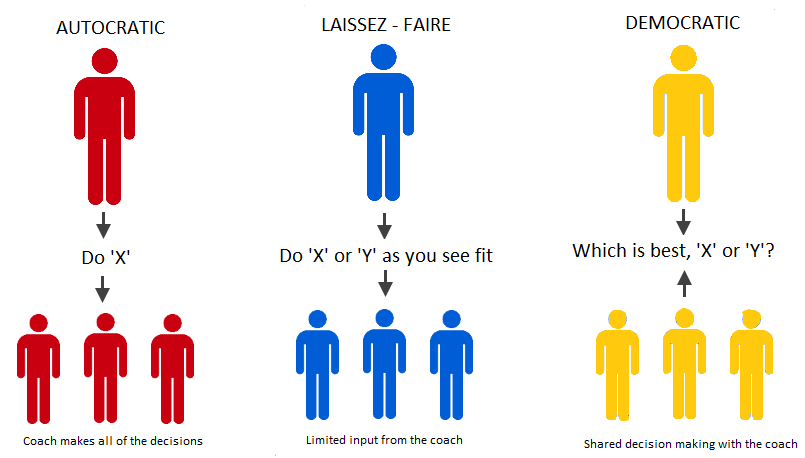 AUTOCRATIC
LAISSEZ - FAIRE
DEMOCRATIC
Do 'X'
Do 'X' or 'Y' as you see fit
Which is best, 'X' or 'Y'?
Coach makes all of the decisions
Limited input from the coach
Shared decision making with the coach